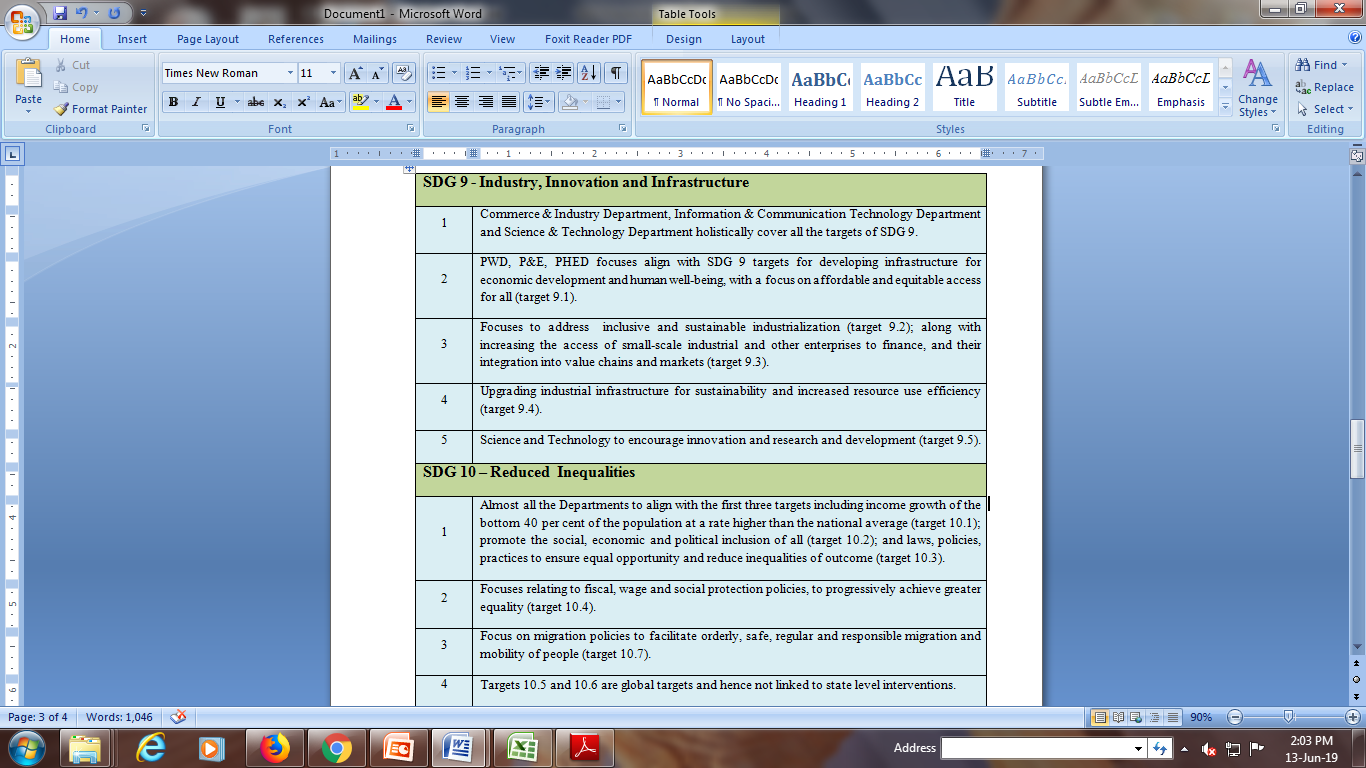 Document1 - Microsoft Word
Table Tools
Home Insert Page Layout References Mailings Review View Foxit Reader PDF Design Layout
Paste
Cut
Copy
Format Painter
Clipboard
Times New Roman 11
B I U abc x₂ x² Aa
Font
Paragraph
AaBbCcDc AaBbCcDc AaBbC AaBbCc AaB AaBbCc. AaBbCcL AaBbCcL
¶ Normal ¶ No Spaci... Heading 1 Heading 2 Title Subtitle Subtle Em... Emphasis
Change Styles
Styles
Find
Replace
Select
Editing
1 1 2 3 4 5 6 7
SDG 9 - Industry, Innovation and Infrastructure
1
Commerce & Industry Department, Information & Communication Technology Department
and Science & Technology Department holistically cover all the targets of SDG 9.
2
PWD, P&E, PHED focuses align with SDG 9 targets for developing infrastructure for
economic development and human well-being, with a focus on affordable and equitable access
for all (target 9.1).
3
Focuses to address inclusive and sustainable industrialization (target 9.2); along with
increasing the access of small-scale industrial and other enterprises to finance, and their
integration into value chains and markets (target 9.3).
4
Upgrading industrial infrastructure for sustainability and increased resource use efficiency
(target 9.4).
5
Science and Technology to encourage innovation and research and development (target 9.5).
SDG 10 – Reduced Inequalities
1
Almost all the Departments to align with the first three targets including income growth of the
bottom 40 per cent of the population at a rate higher than the national average (target 10.1);
promote the social, economic and political inclusion of all (target 10.2); and laws, policies,
practices to ensure equal opportunity and reduce inequalities of outcome (target 10.3).
2
Focuses relating to fiscal, wage and social protection policies, to progressively achieve greater
equality (target 10.4).
3
Focus on migration policies to facilitate orderly, safe, regular and responsible migration and
mobility of people (target 10.7).
4
Targets 10.5 and 10.6 are global targets and hence not linked to state level interventions.
Page: 3 of 4 Words: 1,046 90%
Address
2:03 PM
13-Jun-19